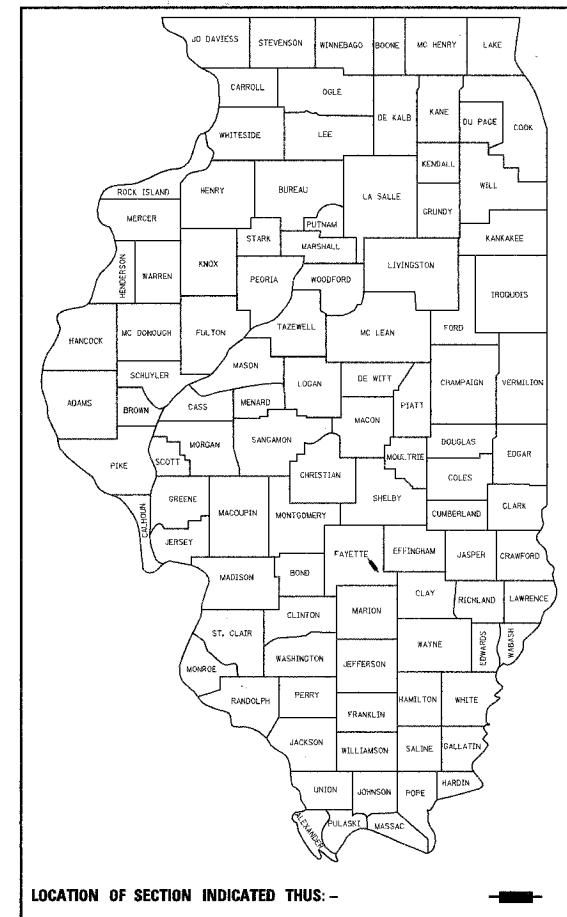 JO DAVIESS STEVENSON WINNEBAGO BOONE MC HENRY LAKE
CARROLL OGLE DE KALB KANE DU PAGE COOK
WHITESIDE LEE
KENDALL WILL
ROCK ISLAND HENRY BUREAU LA SALLE GRUNDY
MERCER PUTNAM KANKAKEE
STARK MARSHALL LIVINGSTON
HENDERSON WARREN KNOX PEORIA WOODFORD IROQUOIS
HANCOCK MC DONOUGH FULTON TAZEWELL MC LEAN FORD
SCHUYLER MASON
ADAMS BROWN CASS MENARD LOGAN DE WITT PIATT CHAMPAIGN VERMILION
MACON
PIKE SCOTT MORGAN SANGAMON MOULTRIE DOUGLAS EDGAR
CHRISTIAN COLES
CALHOUN GREENE MACOUPIN MONTGOMERY SHELBY CUMBERLAND CLARK
JERSEY
MADISON BOND FAYETTE EFFINGHAM JASPER CRAWFORD
CLINTON MARION CLAY RICHLAND LAWRENCE
ST. CLAIR WAYNE EDWARDS WABASH
MONROE WASHINGTON JEFFERSON
RANDOLPH PERRY HAMILTON WHITE
FRANKLIN
JACKSON WILLIAMSON SALINE GALLATIN
UNION JOHNSON POPE HARDIN
ALEXANDER PULASKI MASSAC
LOCATION OF SECTION INDICATED THUS: -